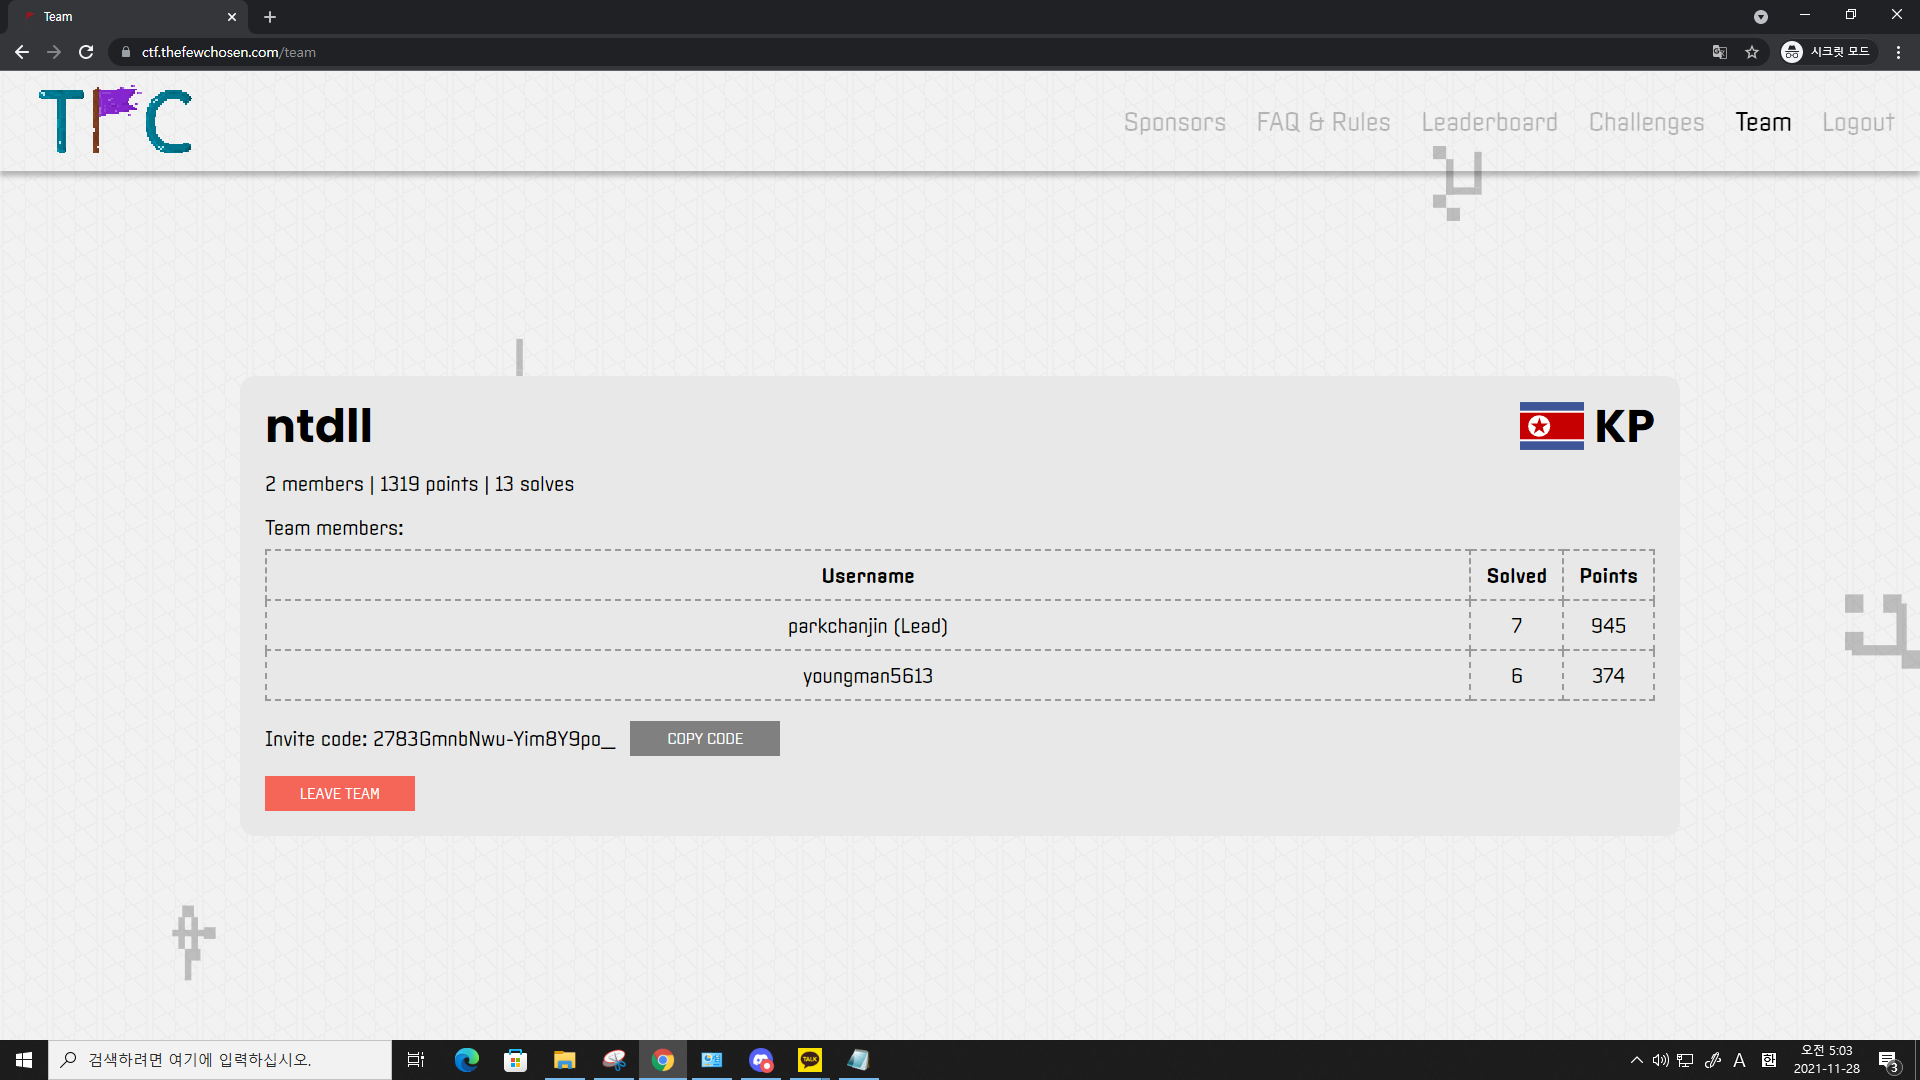 Team
ctf.thefewchosen.com/team
시크릿 모드
TFC
Sponsors
FAQ & Rules
Leaderboard
Challenges
Team
Logout
ntdll
KP
2 members | 1319 points | 13 solves
Team members:
Username Solved Points
parkchanjin (Lead) 7 945
youngman5613 6 374
Invite code: 2783GmnbNwu-Yim8Y9po_ COPY CODE
LEAVE TEAM
검색하려면 여기에 입력하십시오.
TALK
A
한
오전 5:03
2021-11-28
3